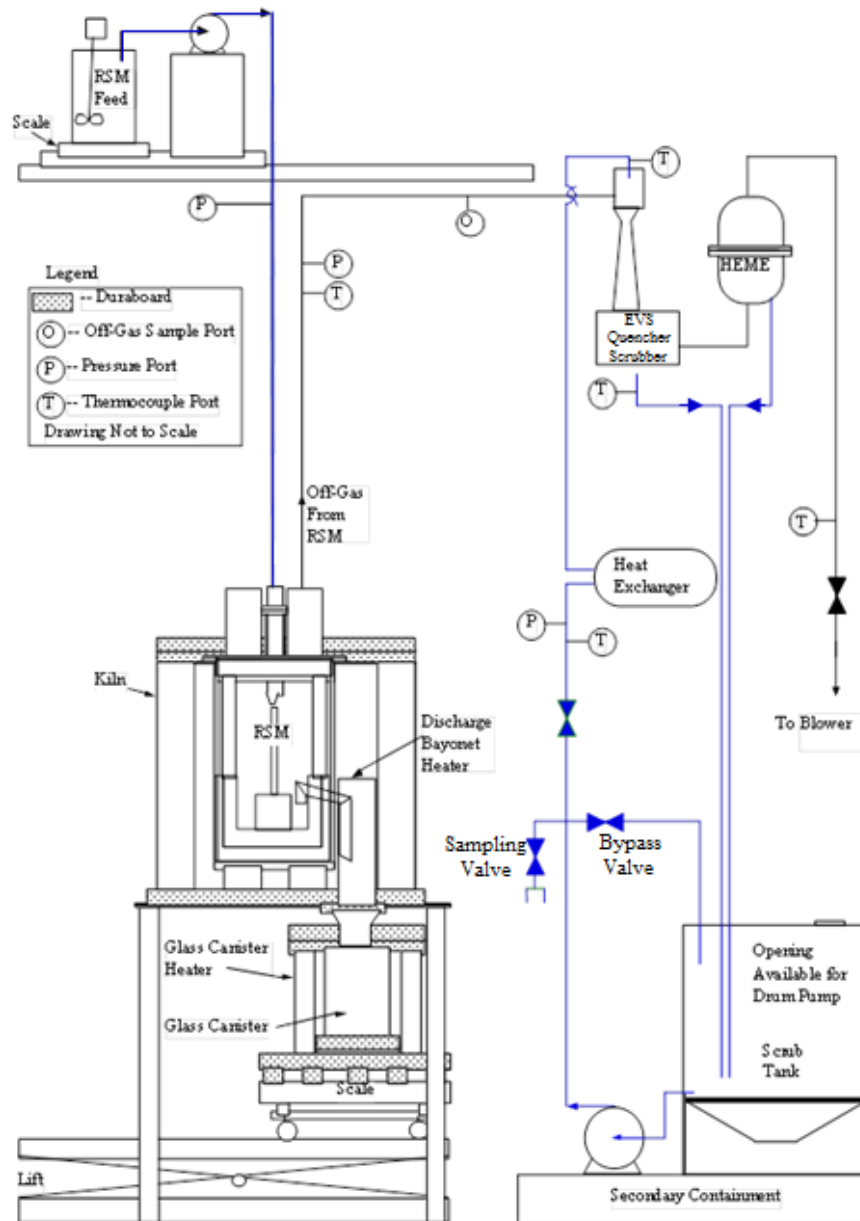 RSM
Feed
Scale
T
P
O
HEME
P
T
Legend
-- Duraboard
O -- Off-Gas Sample Port
P -- Pressure Port
T -- Thermocouple Port
Drawing Not to Scale
EVS
Quencher
Scrubber
T
Off-Gas
From
RSM
T
Heat
Exchanger
P
T
Kiln
RSM
Discharge
Bayonet
Heater
To Blower
Sampling
Valve
Bypass
Valve
Glass Canister
Heater
Glass Canister
Scale
Opening
Available for
Drum Pump
Scrub
Tank
Lift
Secondary Containment